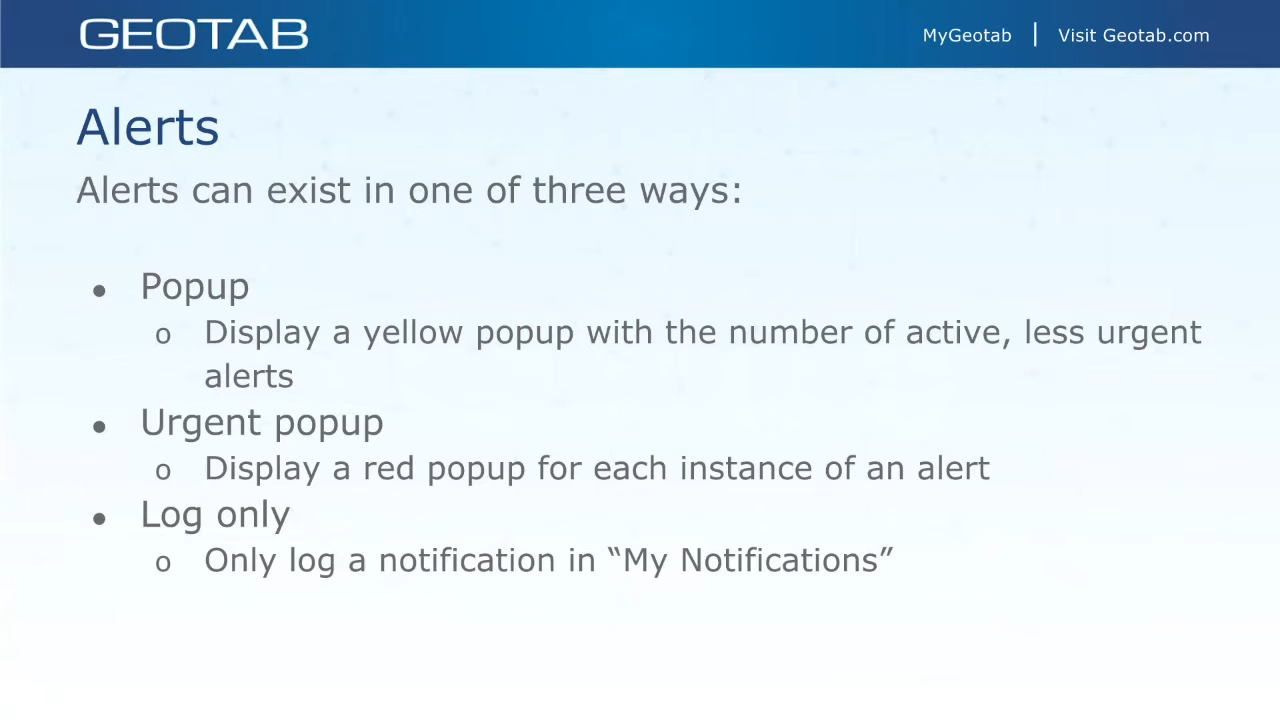 GEOTAB
MyGeotab | Visit Geotab.com
Alerts
Alerts can exist in one of three ways:
● Popup
o Display a yellow popup with the number of active, less urgent
alerts
● Urgent popup
o Display a red popup for each instance of an alert
● Log only
o Only log a notification in “My Notifications”